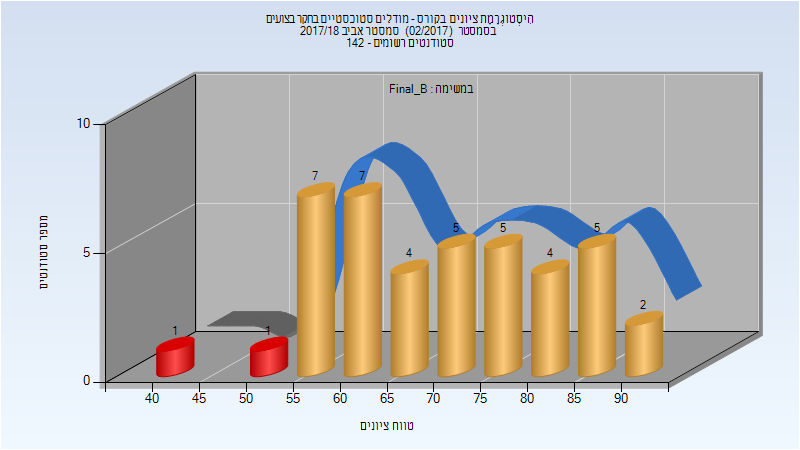 היסטוגרמת ציונים בקורס - מודלים סטוכסטיים בחקר בצועים
בסמסטר (02/2017) סמסטר אביב 2017/18
סטודנטים רשומים - 142
במשימה : Final_B
מספר סטודנטים
10
5
0
1
1
7
7
4
5
5
4
5
2
40 45 50 55 60 65 70 75 80 85 90
טווח ציונים